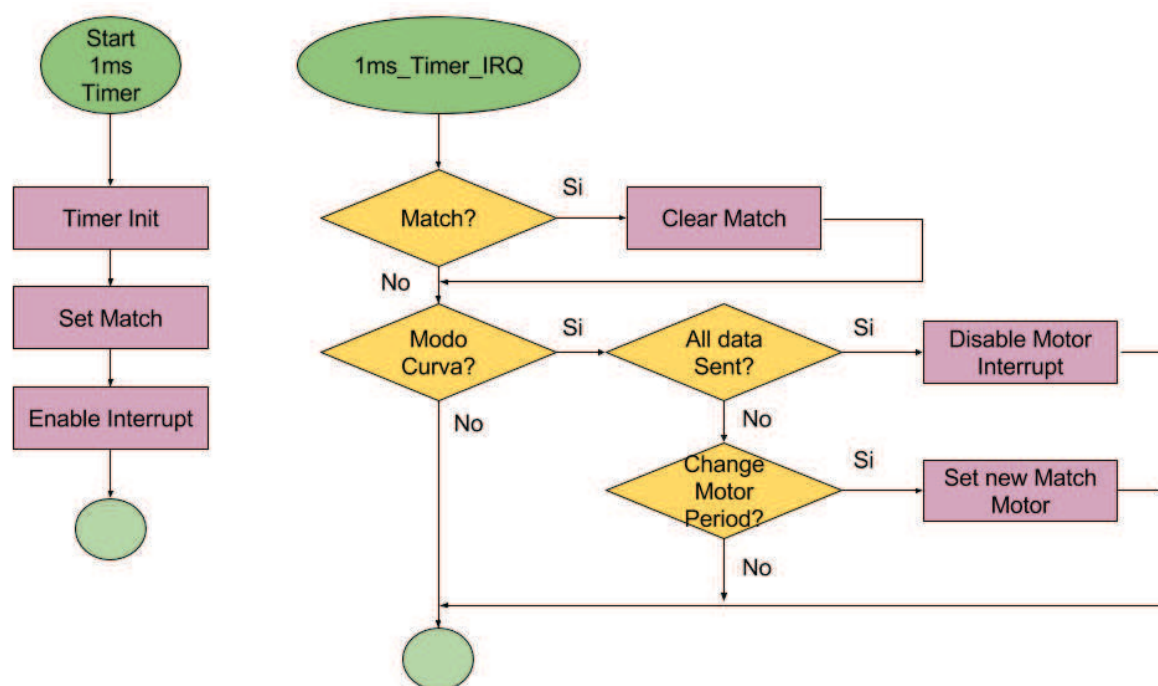 Start
1ms
Timer
Timer Init
Set Match
Enable Interrupt
1ms_Timer_IRQ
Match?
Si
Clear Match
No
Modo
Curva?
Si
All data
Sent?
Si
Disable Motor
Interrupt
No
No
Change
Motor
Period?
Si
Set new Match
Motor
No